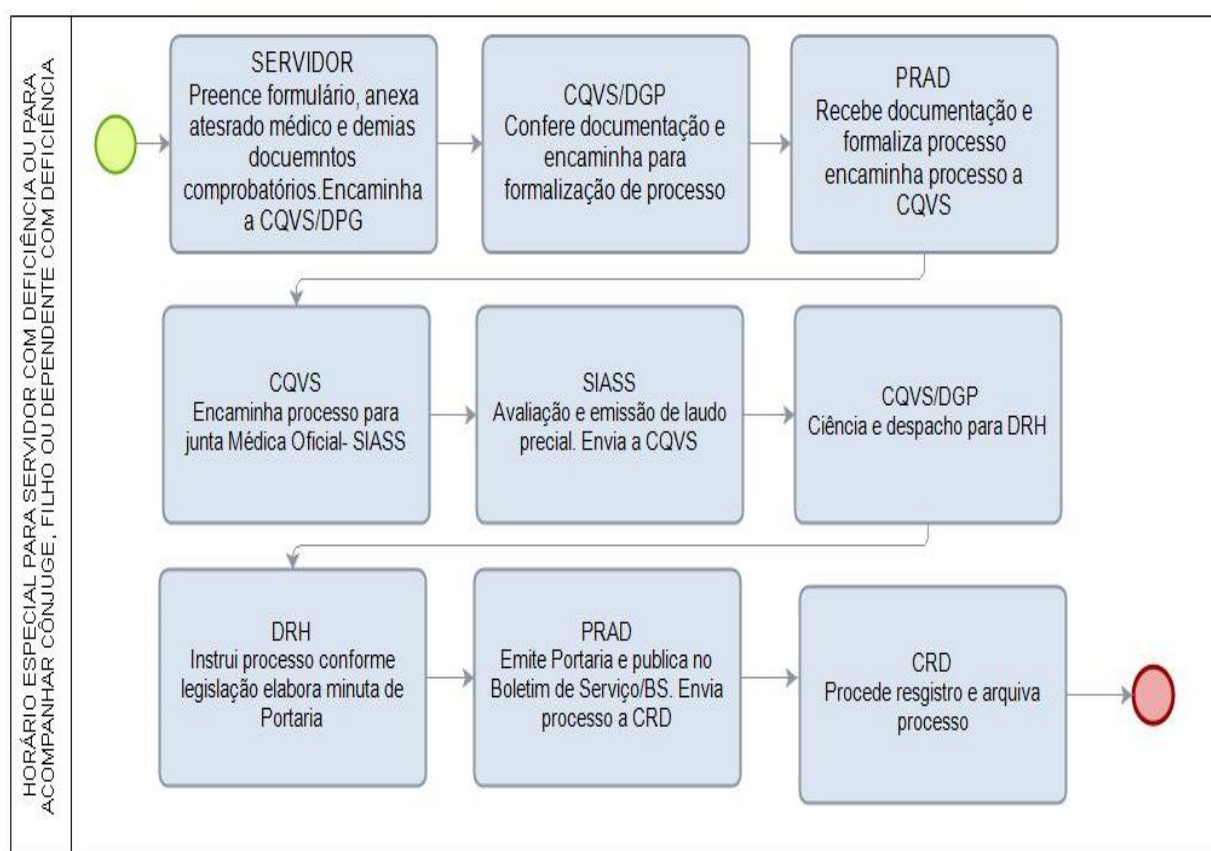 HORÁRIO ESPECIAL PARA SERVIDOR COM DEFICIÊNCIA OU PARA
ACOMPANHAR CÔNJUGE, FILHO OU DEPENDENTE COM DEFICIÊNCIA
SERVIDOR
Preence formulário, anexa
atesrado médico e demias
docuemntos
comprobatórios.Encaminha
a CQVS/DPG
CQVS/DGP
Confere documentação e
encaminha para
formalização de processo
PRAD
Recebe documentação e
formaliza processo
encaminha processo a
CQVS
CQVS
Encaminha processo para
junta Médica Oficial- SIASS
SIASS
Avaliação e emissão de laudo
precial. Envia a CQVS
CQVS/DGP
Ciência e despacho para DRH
DRH
Instrui processo conforme
legislação elabora minuta de
Portaria
PRAD
Emite Portaria e publica no
Boletim de Serviço/BS. Envia
processo a CRD
CRD
Procede resgistro e arquiva
processo